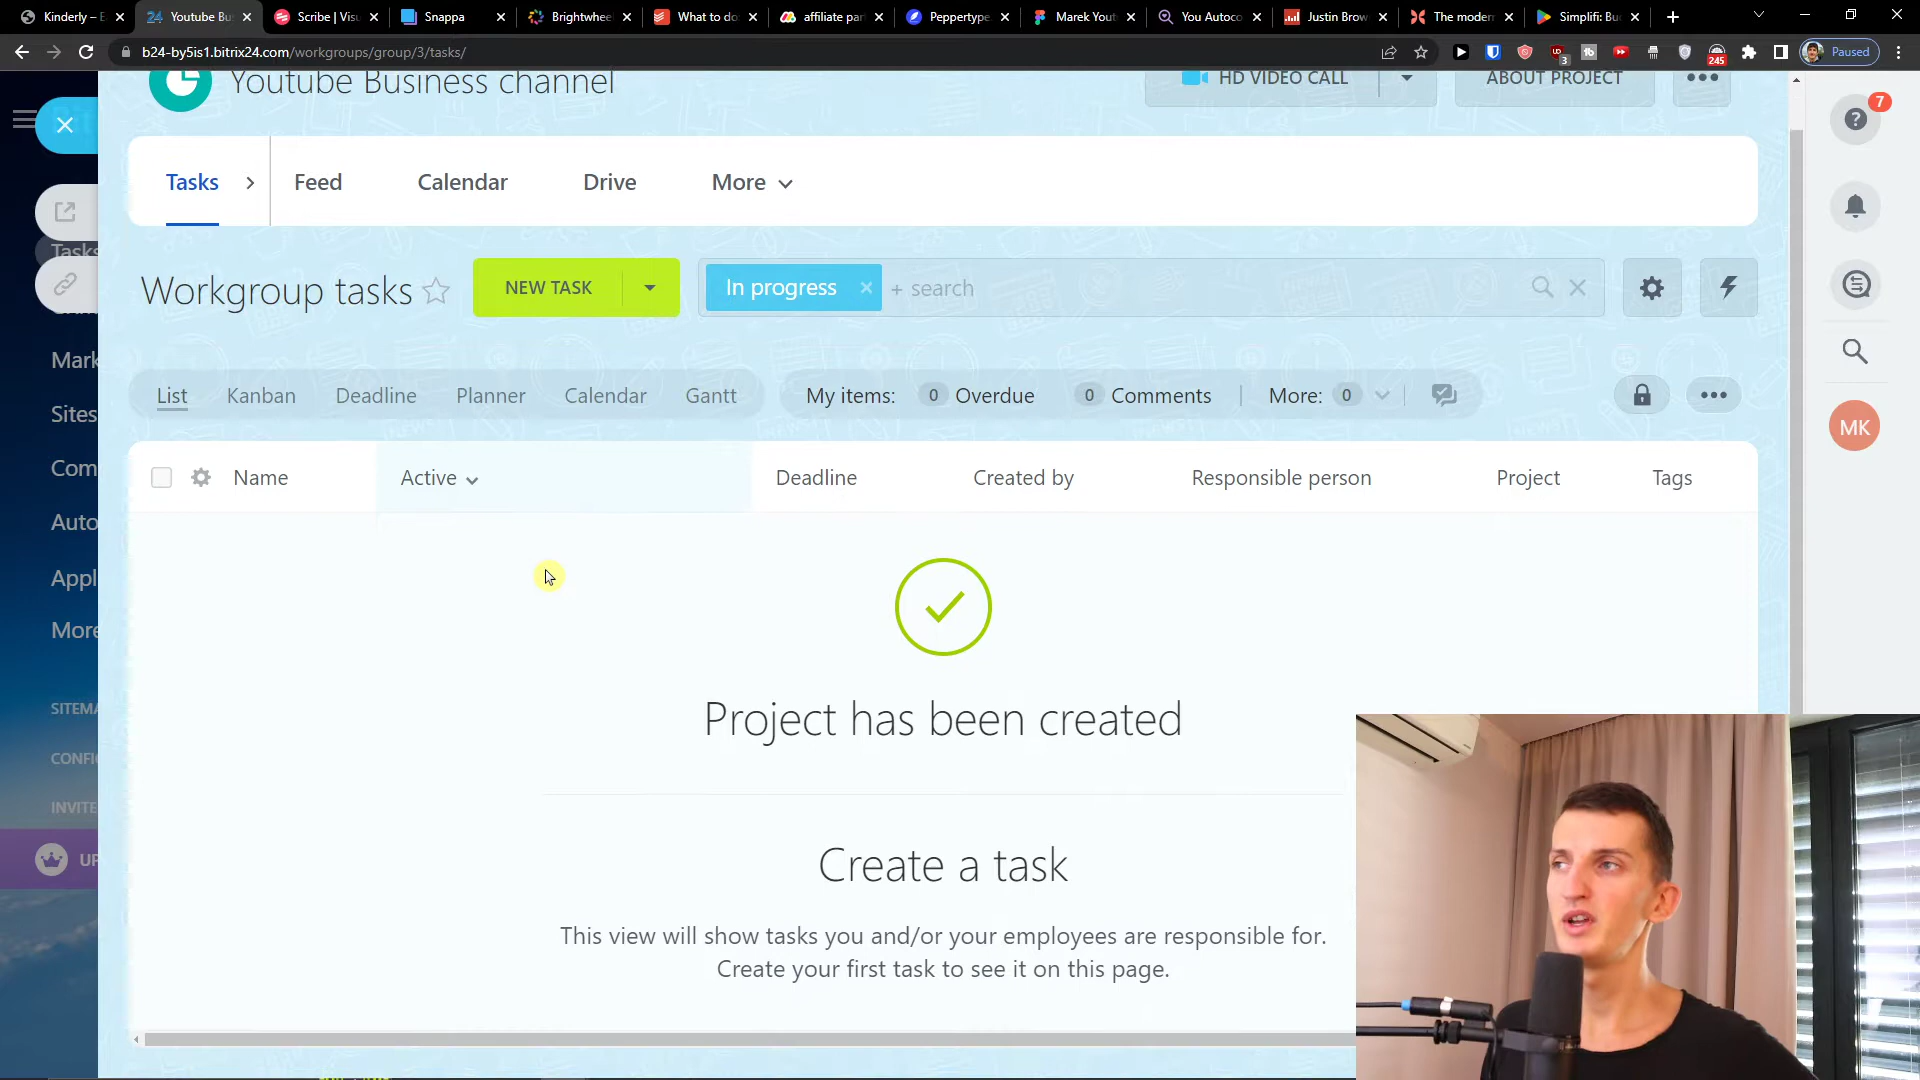 Kinderly –
Youtube Bus
Scribe | Visu
Snappa
Brightwhee
What to do
affiliate par
Peppertype
Marek Yout
You Autoco
Justin Brow
The modern
Simplifi: Bu
b24-by5is1.bitrix24.com/workgroups/group/3/tasks/
3
245
Paused
Youtube Business channel
HD VIDEO CALL
ABOUT PROJECT
7
Tasks
Feed
Calendar
Drive
More
Tasks
Workgroup tasks
NEW TASK
In progress
+ search
Mark
Sites
Com
Auto
Appl
More
SITEMA
CONFI
INVITE
UP
List
Kanban
Deadline
Planner
Calendar
Gantt
My items:
0 Overdue
0 Comments
More: 0
MK
Name
Active
Deadline
Created by
Responsible person
Project
Tags
Project has been created
Create a task
This view will show tasks you and/or your employees are responsible for.
Create your first task to see it on this page.